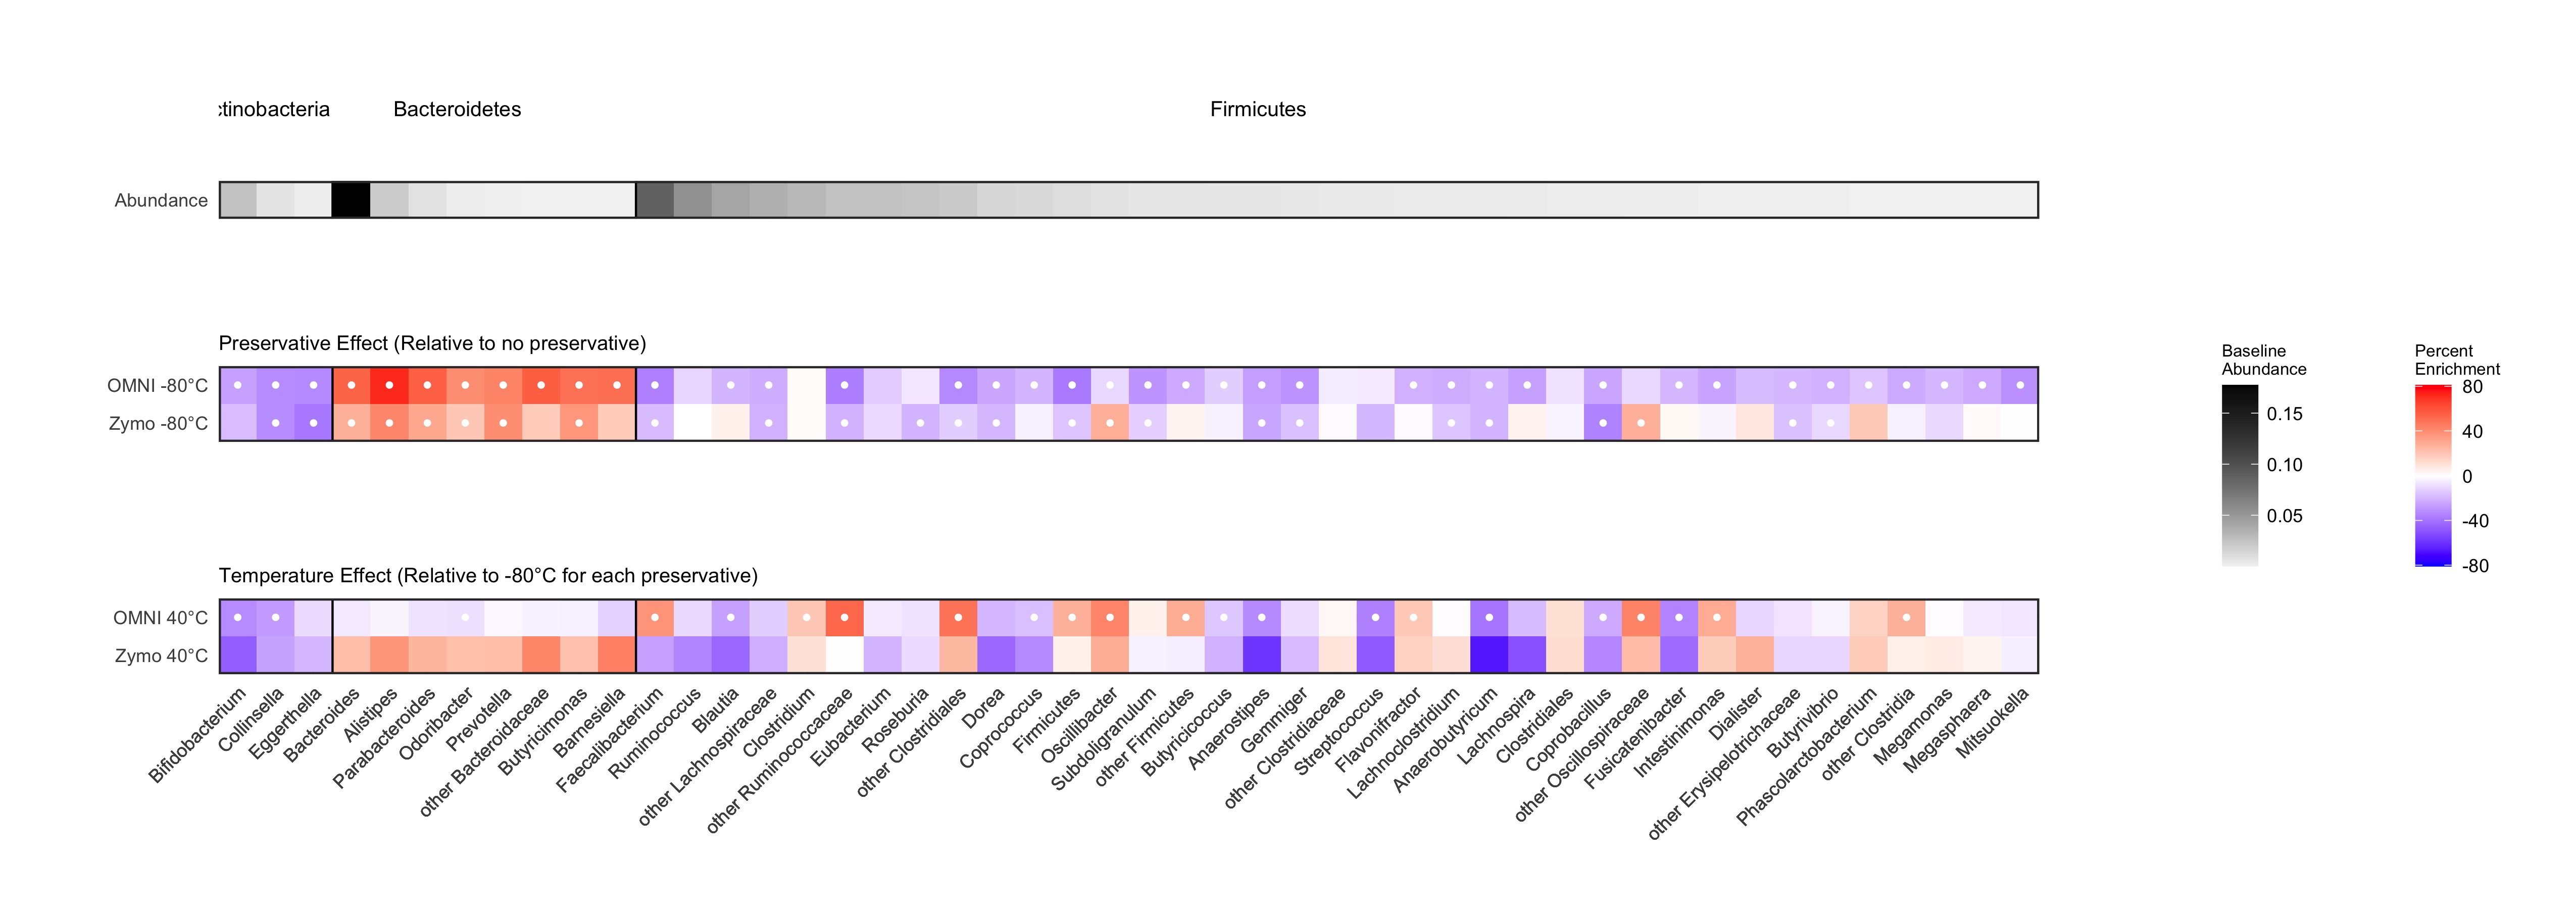 ctinobacteria Bacteroidetes Firmicutes
Abundance
Preservative Effect (Relative to no preservative)
OMNI -80°C
Zymo -80°C
Baseline
Abundance
0.15
0.10
0.05
Percent
Enrichment
80
40
0
-40
-80
Temperature Effect (Relative to -80°C for each preservative)
OMNI 40°C
Zymo 40°C
Bifidobacterium
Collinsella
Eggerthella
Bacteroides
Alistipes
Parabacteroides
Odoribacter
Prevotella
other Bacteroidaceae
Butyricimonas
Barnesiella
Faecalibacterium
Ruminococcus
Blautia
other Lachnospiraceae
Clostridium
other Ruminococcaceae
Eubacterium
Roseburia
other Clostridiales
Dorea
Coprococcus
Firmicutes
Oscillibacter
Subdoligranulum
other Firmicutes
Butyricicoccus
Anaerostipes
Gemmiger
other Clostridiaceae
Streptococcus
Flavonifractor
Lachnoclostridium
Anaerobutyricum
Lachnospira
Clostridiales
Coprobacillus
other Oscillospiraceae
Fusicatenibacter
Intestinimonas
Dialister
other Erysipelotrichaceae
Butyrivibrio
Phascolarctobacterium
other Clostridia
Megamonas
Megasphaera
Mitsuokella